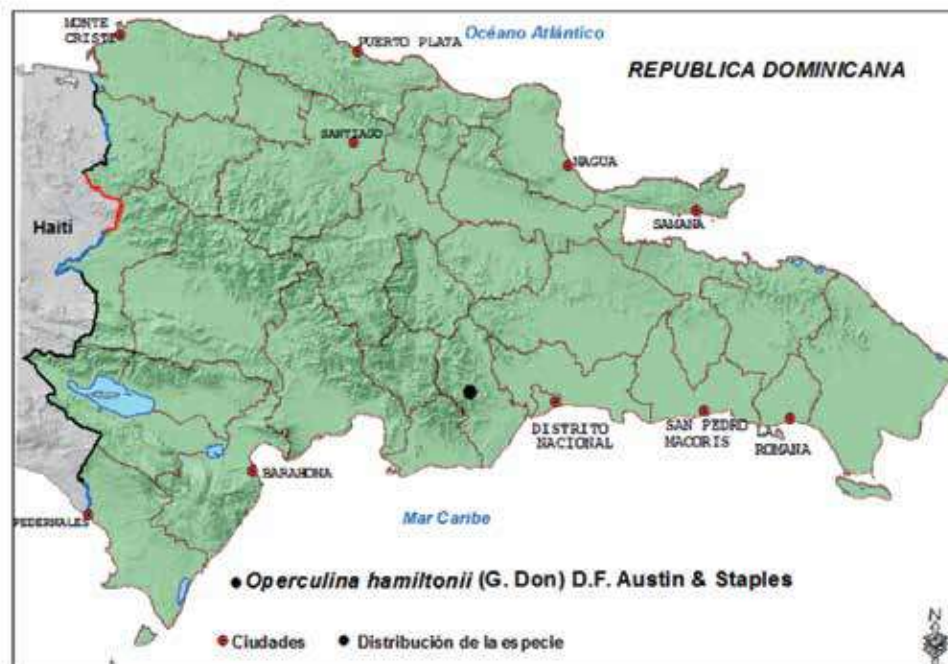 MONTE
CRISTI
PUERTO PLATA
Océano Atlántico
REPUBLICA DOMINICANA
SANTIAGO
NAGUA
SAMANA
Haiti
DISTRITO
NACIONAL
SAN PEDRO
MACORIS
LA
ROMANA
BARAHONA
PEDERNALES
Mar Caribe
Operculina hamiltonii (G. Don) D.F. Austin & Staples
Ciudades
Distribución de la especie
N